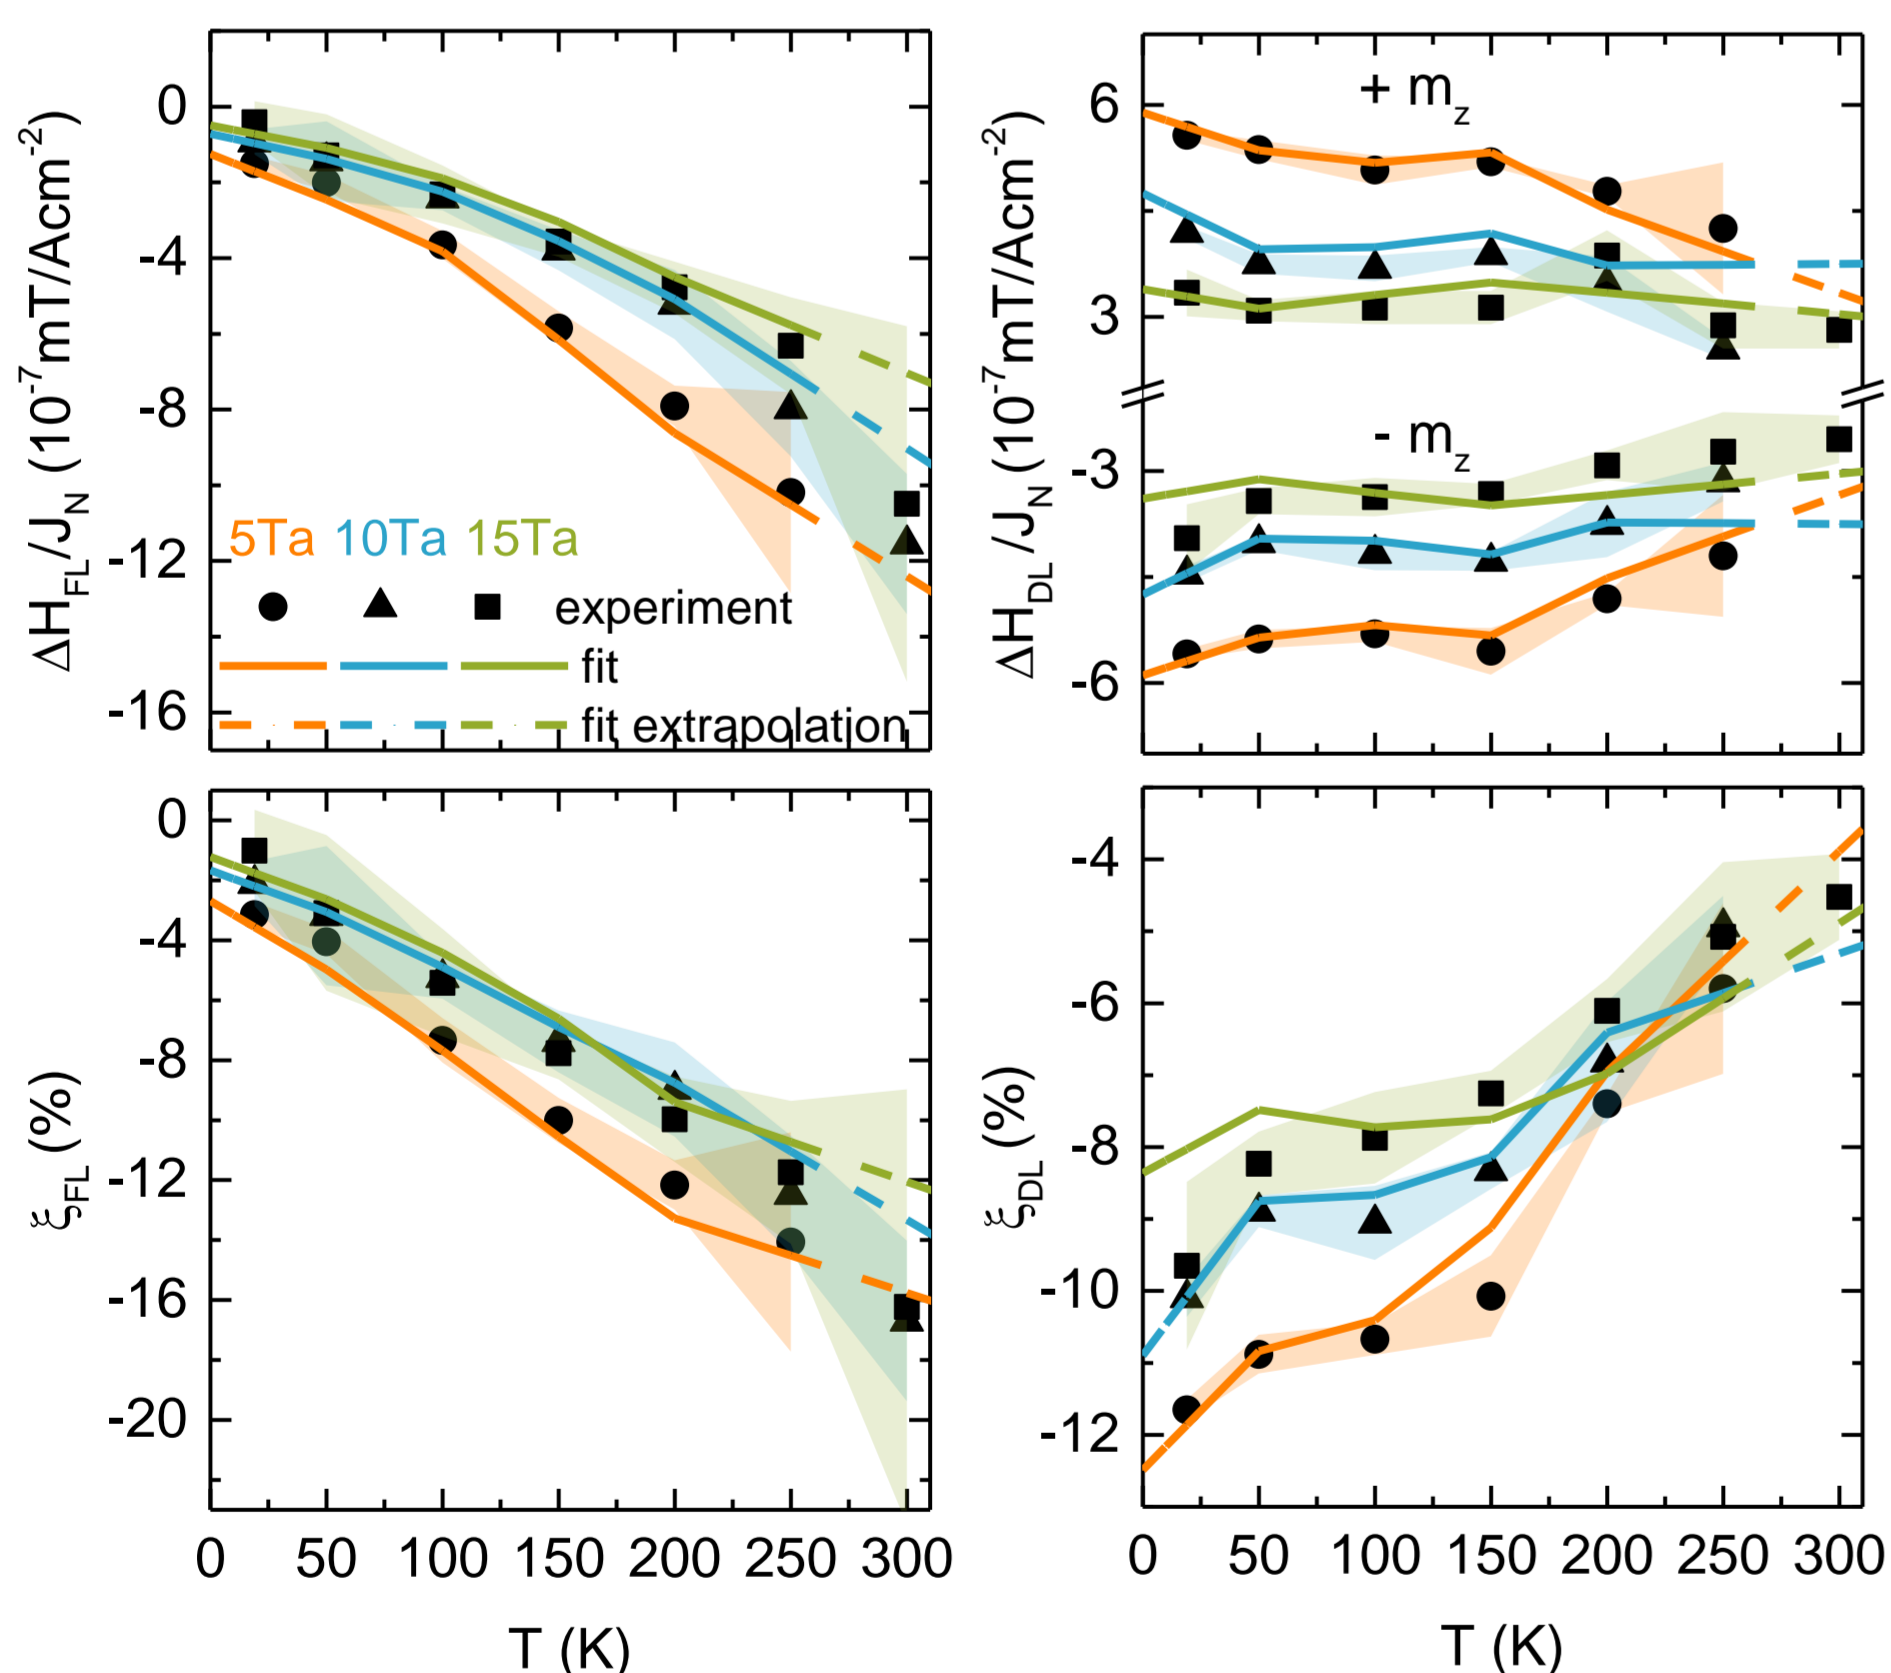 ΔH_FL/J_N (10^-7 mT/Acm^-2)
0
-4
-8
-12
-16
5Ta 10Ta 15Ta
experiment
fit
fit extrapolation
ΔH_DL/J_N (10^-7 mT/Acm^-2)
6
3
-3
-6
+ m_z
- m_z
ξ_FL (%)
0
-4
-8
-12
-16
-20
0 50 100 150 200 250 300
T (K)
ξ_DL (%)
-4
-6
-8
-10
-12
0 50 100 150 200 250 300
T (K)